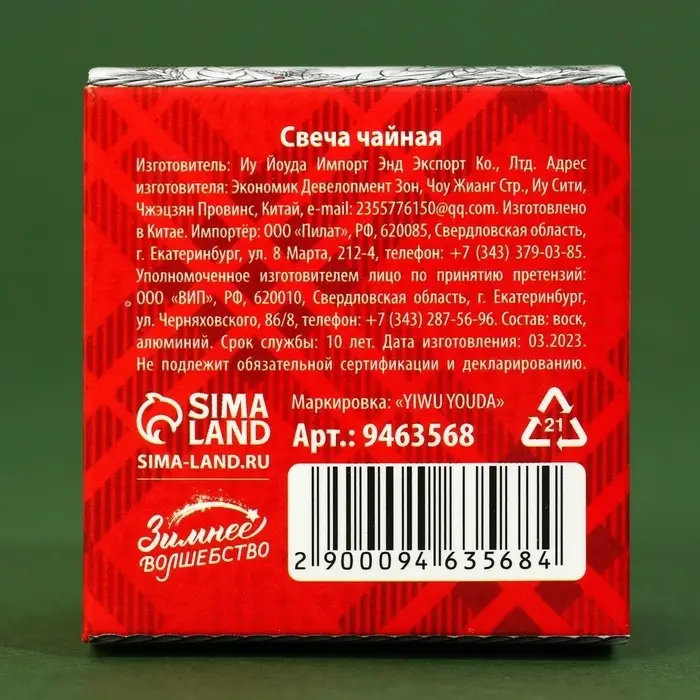 Свеча чайная
Изготовитель: Иу Йоуда Импорт Энд Экспорт Ко., Лтд. Адрес
изготовителя: Экономик Девелопмент Зон, Чоу Жианг Стр., Иу Сити,
Чжэцзян Провинс, Китай, e-mail: 2355776150@qq.com. Изготовлено
в Китае. Импортёр: ООО «Пилат», РФ, 620085, Свердловская область,
г. Екатеринбург, ул. 8 Марта, 212-4, телефон: +7 (343) 379-03-85.
Уполномоченное изготовителем лицо по принятию претензий:
ООО «ВИП», РФ, 620010, Свердловская область, г. Екатеринбург,
ул. Черняховского, 86/8, телефон: +7 (343) 287-56-96. Состав: воск,
алюминий. Срок службы: 10 лет. Дата изготовления: 03.2023.
Не подлежит обязательной сертификации и декларированию.
SIMA
LAND
SIMA-LAND.RU
Маркировка: «YIWU YOUDA»
Арт.: 9463568
21
Зимнее
ВОЛШЕБСТВО
2 900094 635684